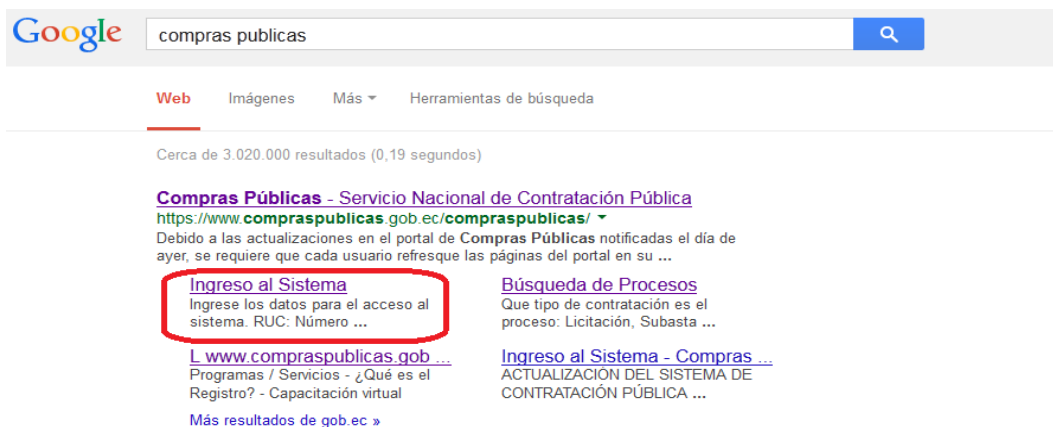 Google compras publicas
Web Imágenes Más Herramientas de búsqueda
Cerca de 3.020.000 resultados (0,19 segundos)
Compras Públicas - Servicio Nacional de Contratación Pública
https://www.compraspublicas.gob.ec/compraspublicas/
Debido a las actualizaciones en el portal de Compras Públicas notificadas el día de
ayer, se requiere que cada usuario refresque las páginas del portal en su ...
Ingreso al Sistema
Ingrese los datos para el acceso al
sistema. RUC: Número ...
Búsqueda de Procesos
Que tipo de contratación es el
proceso: Licitación, Subasta ...
L www.compraspublicas.gob ...
Programas / Servicios - ¿Qué es el
Registro? - Capacitación virtual
Ingreso al Sistema - Compras ...
ACTUALIZACIÓN DEL SISTEMA DE
CONTRATACIÓN PÚBLICA ...
Más resultados de gob.ec »